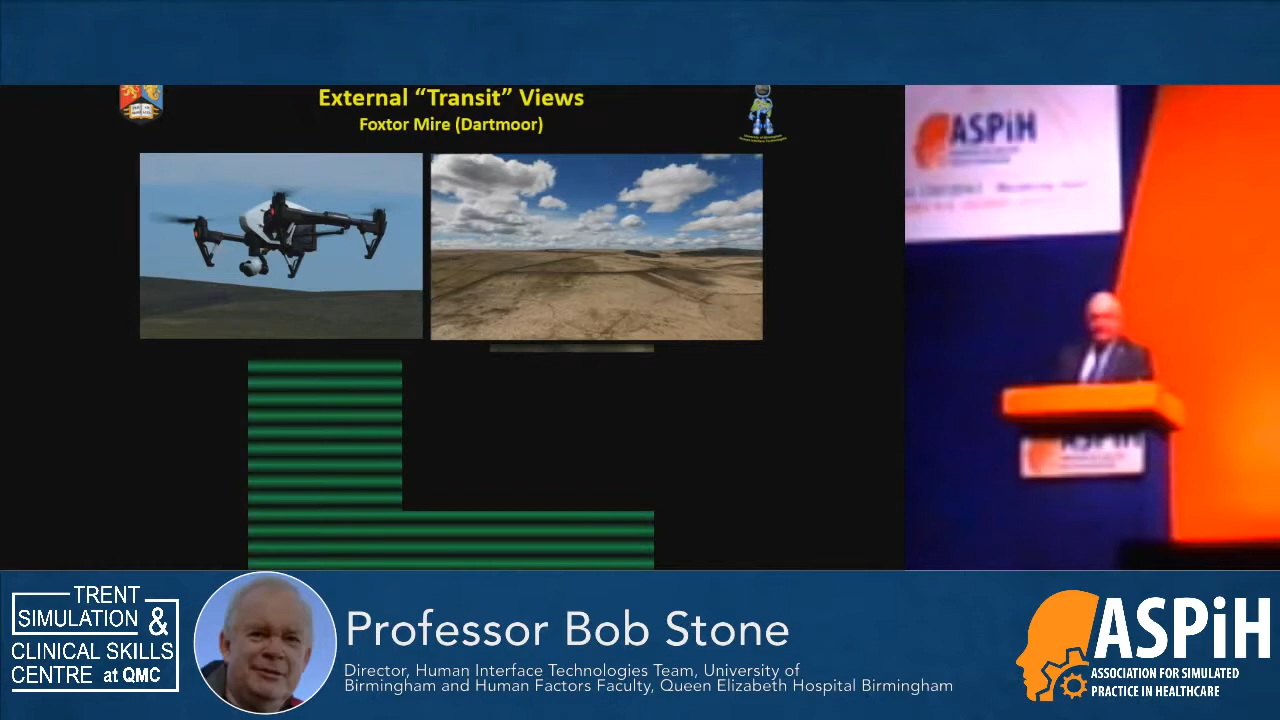 External “Transit” Views
Foxtor Mire (Dartmoor)
ASPiH
ASPiH
TRENT
SIMULATION &
CLINICAL SKILLS
CENTRE at QMC
Professor Bob Stone
Director, Human Interface Technologies Team, University of
Birmingham and Human Factors Faculty, Queen Elizabeth Hospital Birmingham
ASPiH
ASSOCIATION FOR SIMULATED
PRACTICE IN HEALTHCARE